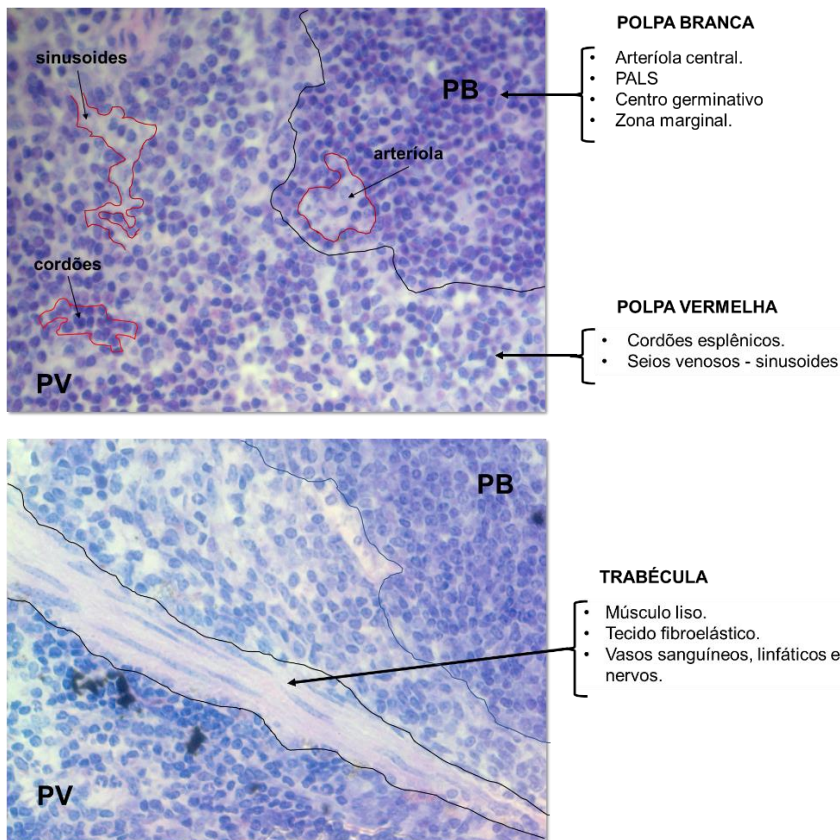 POLPA BRANCA
• Arteríola central.
• PALS
• Centro germinativo
• Zona marginal.
sinusoides
PB
arteríola
cordões
PV
POLPA VERMELHA
• Cordões esplênicos.
• Seios venosos - sinusoides
PB
TRABÉCULA
• Músculo liso.
• Tecido fibroelástico.
• Vasos sanguíneos, linfáticos e
nervos.
PV